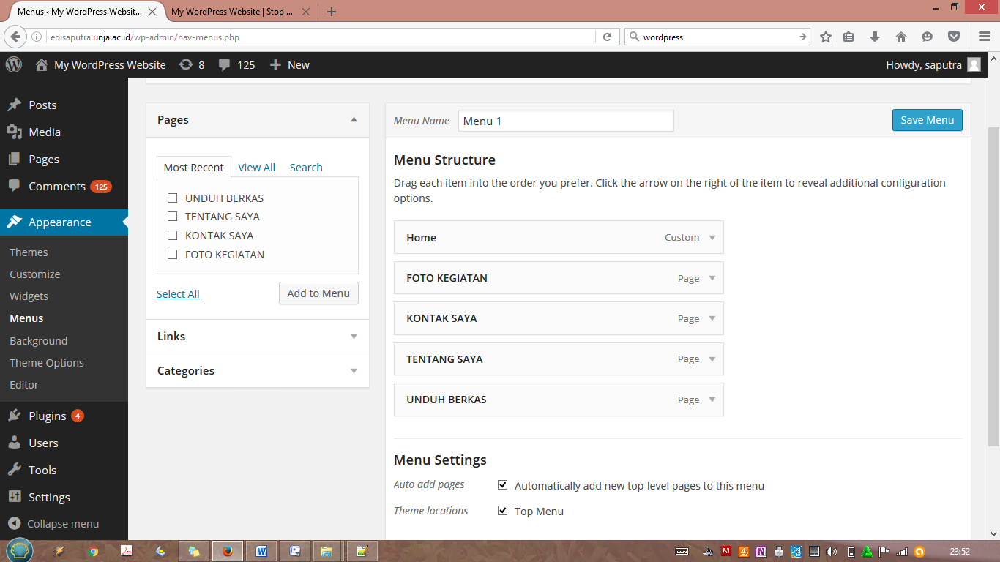 Menus ‹ My WordPress Websit...
My WordPress Website | Stop ...
edisaputra.unja.ac.id/wp-admin/nav-menus.php
wordpress
My WordPress Website 8 125 New
Howdy, saputra
Posts
Media
Pages
Comments 125
Appearance
Themes
Customize
Widgets
Menus
Background
Theme Options
Editor
Plugins 4
Users
Tools
Settings
Collapse menu
Pages
Most Recent View All Search
UNDUH BERKAS
TENTANG SAYA
KONTAK SAYA
FOTO KEGIATAN
Select All Add to Menu
Links
Categories
Menu Name Menu 1 Save Menu
Menu Structure
Drag each item into the order you prefer. Click the arrow on the right of the item to reveal additional configuration
options.
Home Custom
FOTO KEGIATAN Page
KONTAK SAYA Page
TENTANG SAYA Page
UNDUH BERKAS Page
Menu Settings
Auto add pages Automatically add new top-level pages to this menu
Theme locations Top Menu
23:52